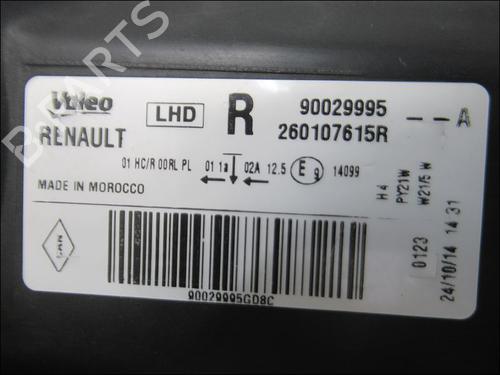 Valeo LHD R 90029995 -- A
RENAULT 260107615R
01 HC/R 00RL PL 01 1a 02A 12.5 E9 14099
MADE IN MOROCCO
H4
PY21W
W21/5 W
0123
24/10/14 14 31
90029995GD8C
B PARTS